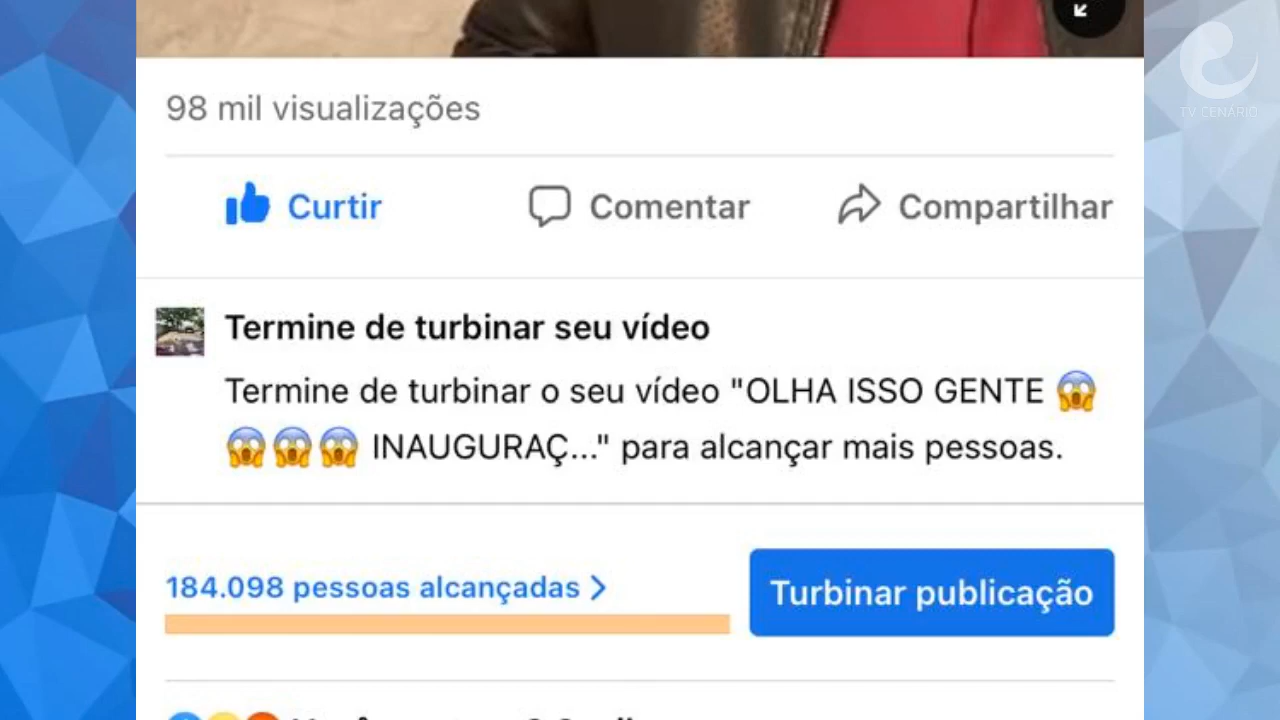 TV CENÁRIO
98 mil visualizações
Curtir
Comentar
Compartilhar
Termine de turbinar seu vídeo
Termine de turbinar o seu vídeo "OLHA ISSO GENTE 😱
😱😱😱 INAUGURAÇ..." para alcançar mais pessoas.
184.098 pessoas alcançadas
Turbinar publicação